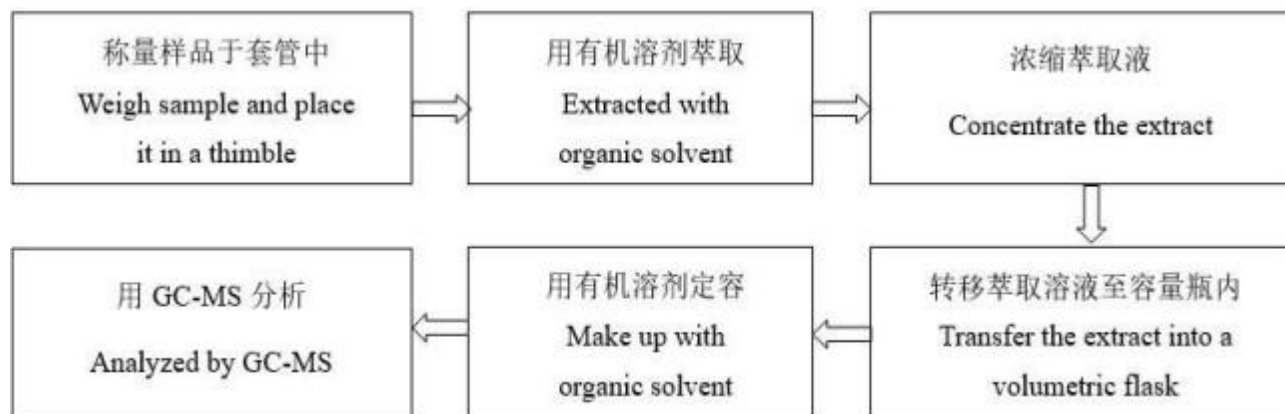 称量样品于套管中
Weigh sample and place
it in a thimble
用有机溶剂萃取
Extracted with
organic solvent
浓缩萃取液
Concentrate the extract
转移萃取溶液至容量瓶内
Transfer the extract into a
volumetric flask
用有机溶剂定容
Make up with
organic solvent
用 GC-MS 分析
Analyzed by GC-MS